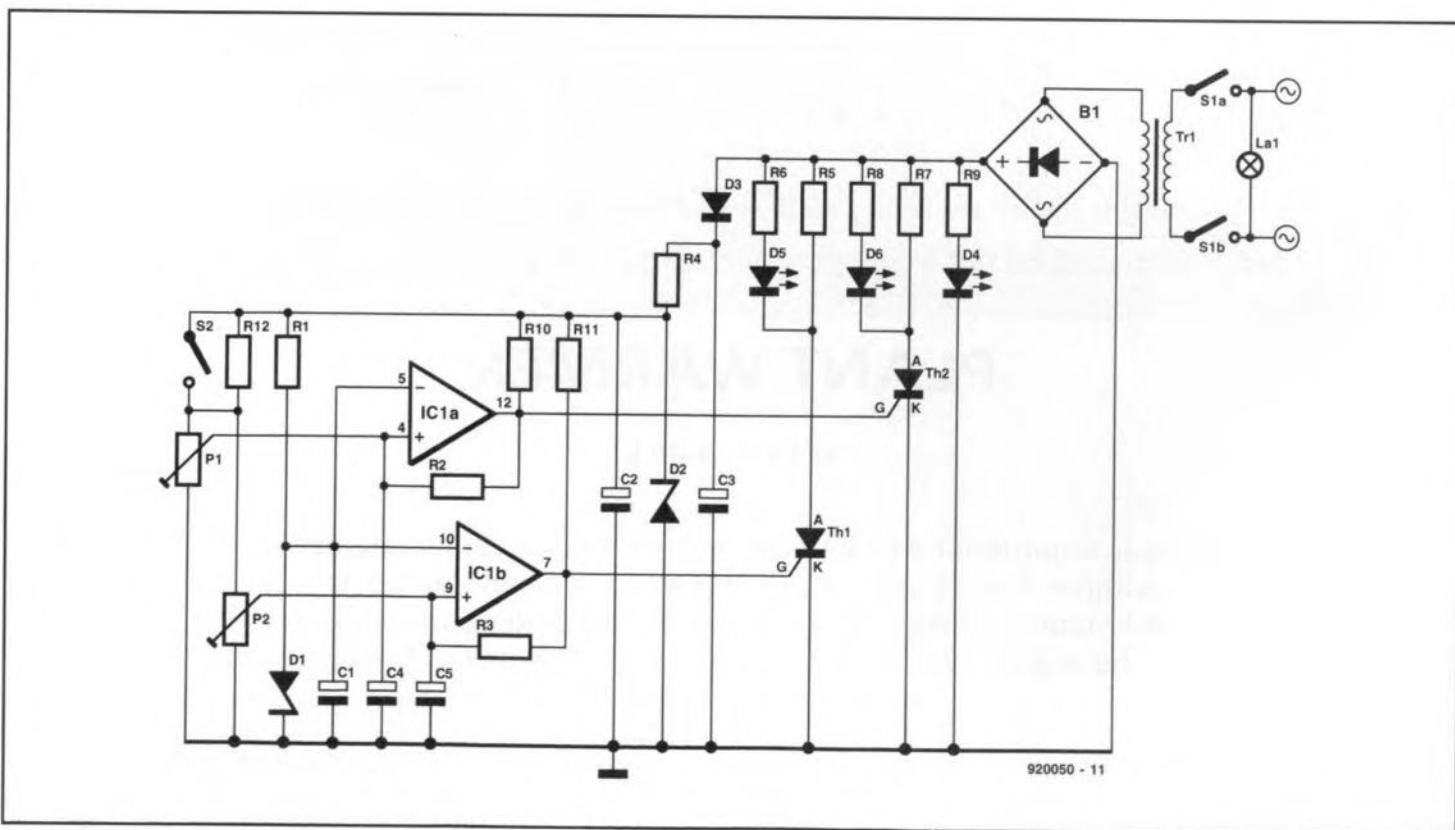 S1a
B1
Tr1
La1
+
-
S1b
D3
R6
R5
R8
R7
R9
D5
D6
D4
R4
S2
R12
R1
R10
R11
A
Th2
G
K
5
-
IC1a
12
4
+
P1
R2
C2
D2
C3
10
-
IC1b
7
A
Th1
G
K
9
+
P2
R3
D1
C1
C4
C5
920050 - 11